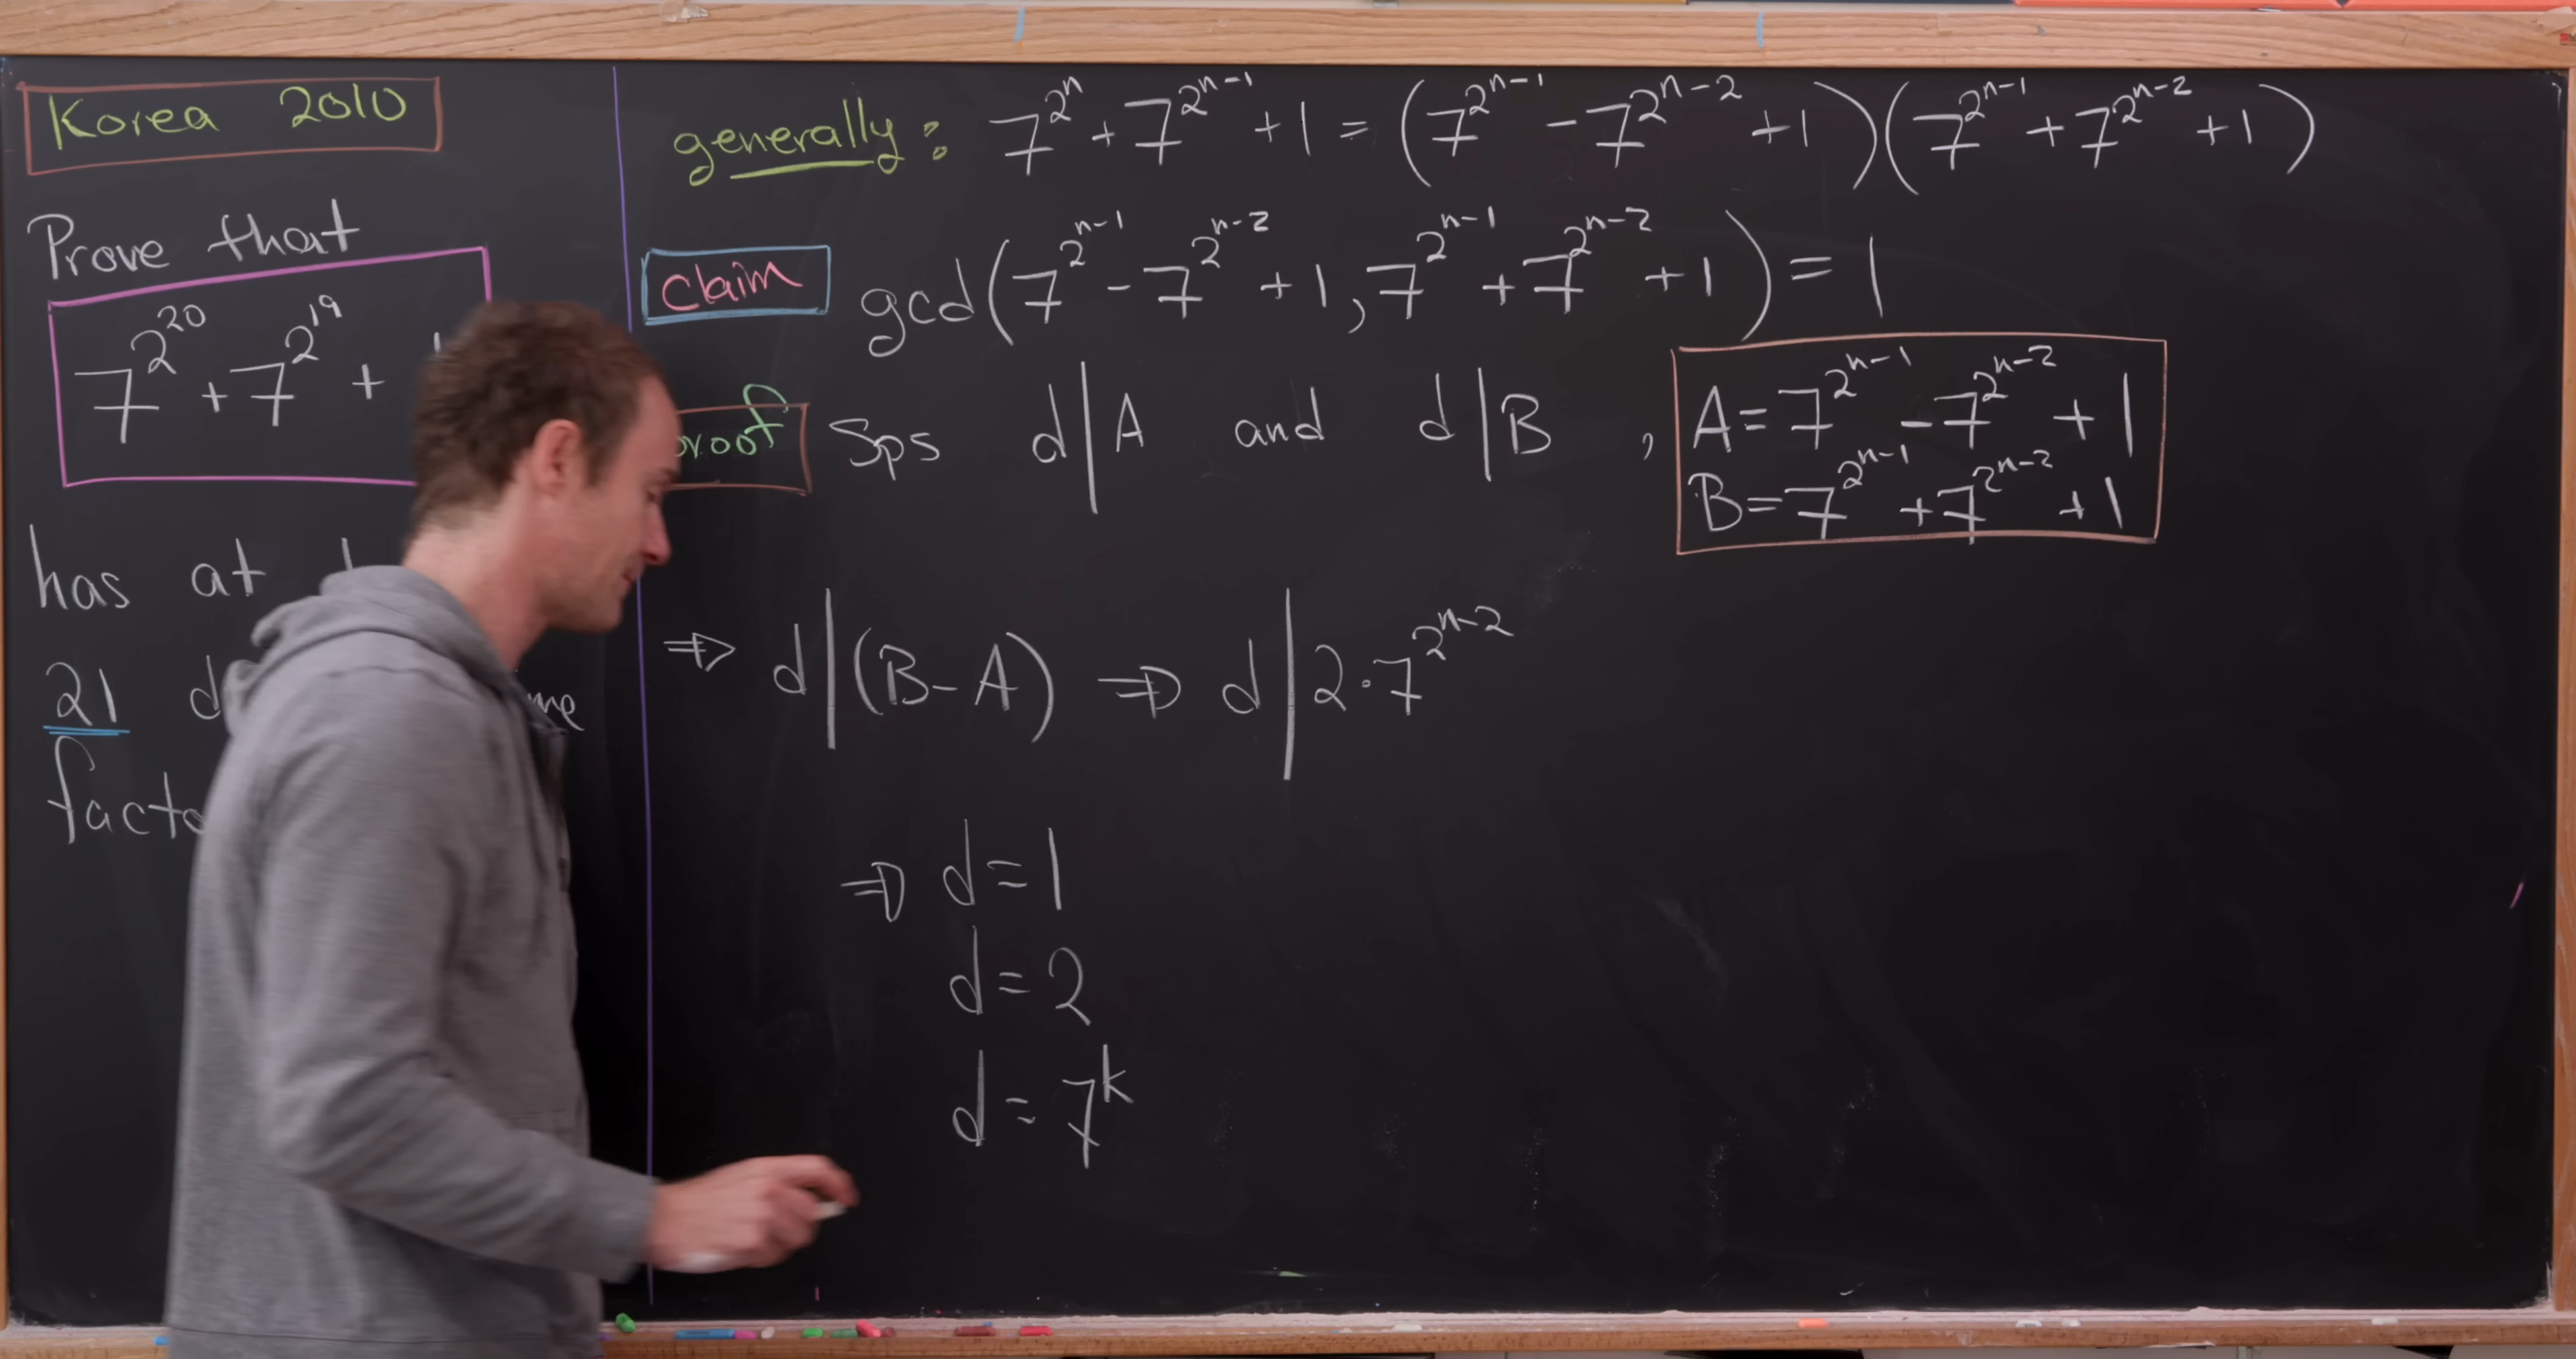 Korea 2010
Prove that
7^{2^{20}} + 7^{2^{19}} +
has at
21
generally: 7^{2^n} + 7^{2^{n-1}} + 1 = (7^{2^{n-1}} - 7^{2^{n-2}} + 1)(7^{2^{n-1}} + 7^{2^{n-2}} + 1)
claim gcd(7^{2^{n-1}} - 7^{2^{n-2}} + 1, 7^{2^{n-1}} + 7^{2^{n-2}} + 1) = 1
proof Sps d | A and d | B ,
A = 7^{2^{n-1}} - 7^{2^{n-2}} + 1
B = 7^{2^{n-1}} + 7^{2^{n-2}} + 1
⇒ d | (B - A) ⇒ d | 2·7^{2^{n-2}}
⇒ d = 1
d = 2
d = 7^k